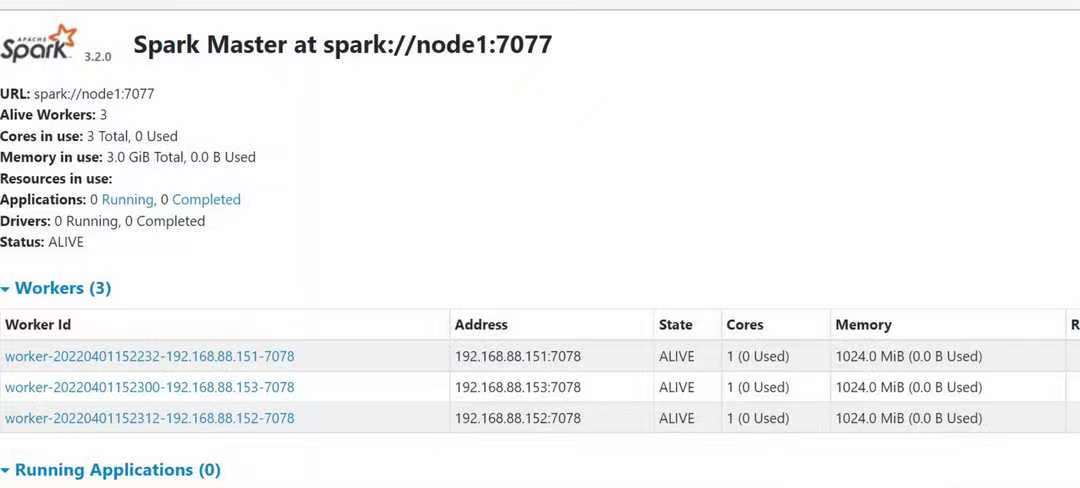 APACHE
Spark 3.2.0 Spark Master at spark://node1:7077
URL: spark://node1:7077
Alive Workers: 3
Cores in use: 3 Total, 0 Used
Memory in use: 3.0 GiB Total, 0.0 B Used
Resources in use:
Applications: 0 Running, 0 Completed
Drivers: 0 Running, 0 Completed
Status: ALIVE
Workers (3)
Worker Id Address State Cores Memory R
worker-20220401152232-192.168.88.151-7078 192.168.88.151:7078 ALIVE 1 (0 Used) 1024.0 MiB (0.0 B Used)
worker-20220401152300-192.168.88.153-7078 192.168.88.153:7078 ALIVE 1 (0 Used) 1024.0 MiB (0.0 B Used)
worker-20220401152312-192.168.88.152-7078 192.168.88.152:7078 ALIVE 1 (0 Used) 1024.0 MiB (0.0 B Used)
Running Applications (0)